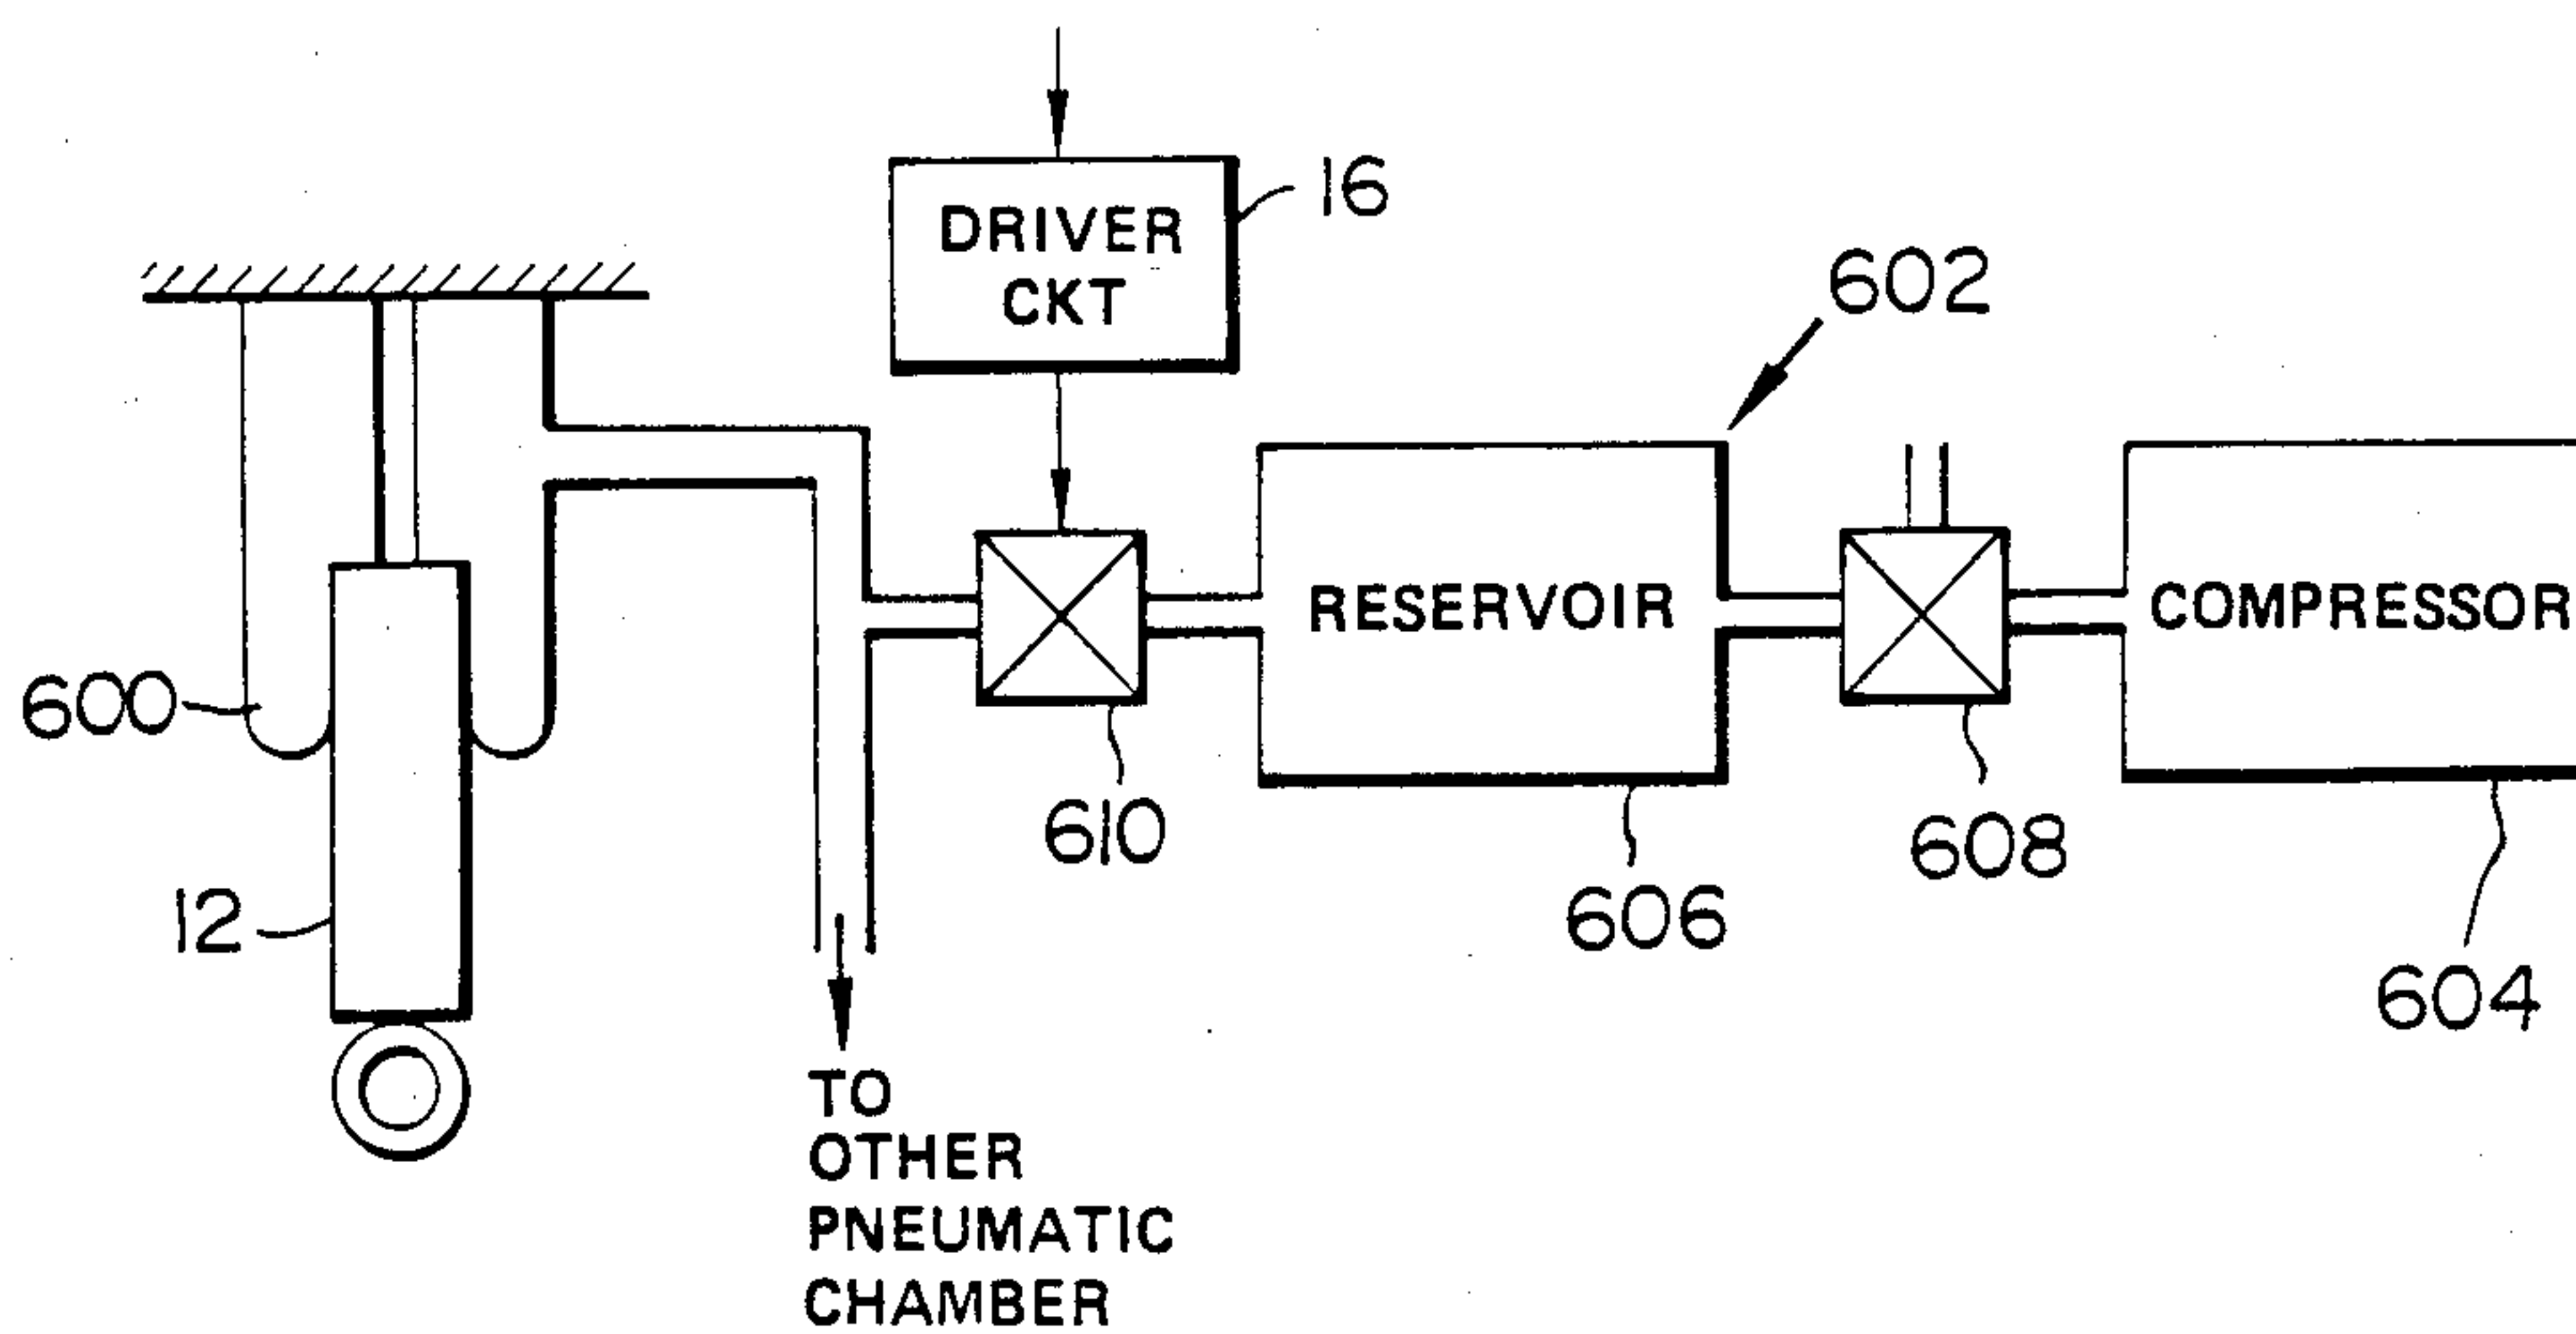 16
DRIVER
CKT
602
RESERVOIR
COMPRESSOR
600
610
608
12
606
604
TO
OTHER
PNEUMATIC
CHAMBER